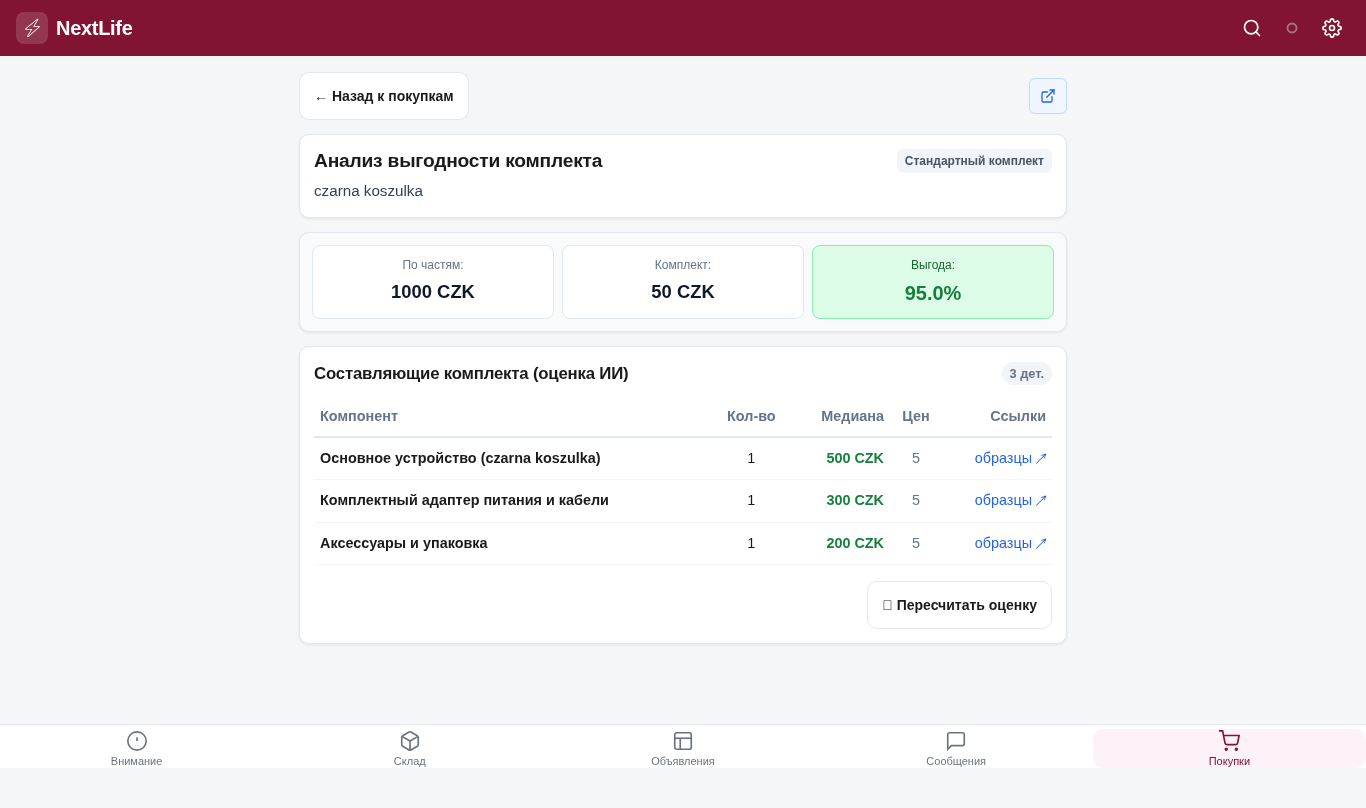 NextLife
← Назад к покупкам
Анализ выгодности комплекта
Стандартный комплект
czarna koszulka
По частям:
1000 CZK
Комплект:
50 CZK
Выгода:
95.0%
Составляющие комплекта (оценка ИИ)
3 дет.
Компонент Кол-во Медиана Цен Ссылки
Основное устройство (czarna koszulka) 1 500 CZK 5 образцы ↗
Комплектный адаптер питания и кабели 1 300 CZK 5 образцы ↗
Аксессуары и упаковка 1 200 CZK 5 образцы ↗
Пересчитать оценку
Внимание
Склад
Объявления
Сообщения
Покупки